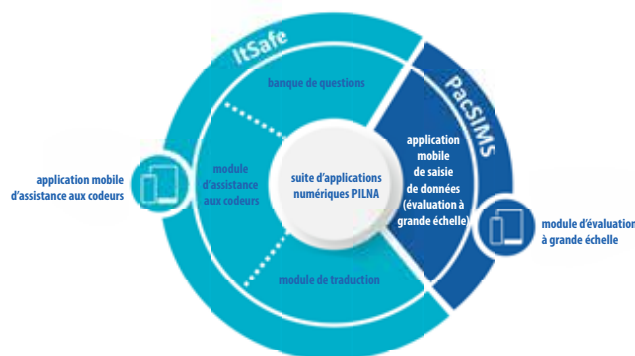 ItSafe
PacSIMS
banque de questions
application
mobile
de saisie
de données
(évaluation à
grande échelle)
module
d'assistance
aux codeurs
suite d'applications
numériques PILNA
application mobile
d'assistance aux codeurs
module d'évaluation
à grande échelle
module de traduction